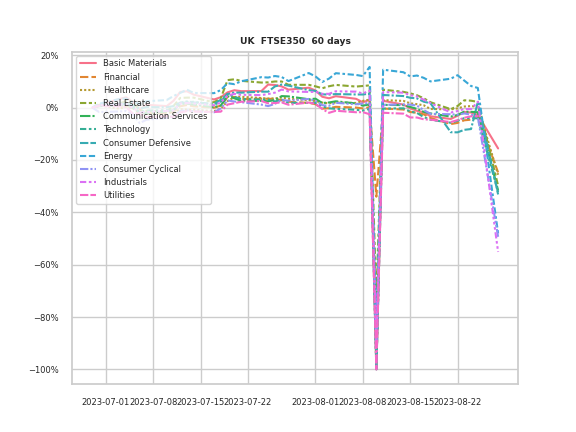 UK FTSE350 60 days
20%
0%
−20%
−40%
−60%
−80%
−100%
Basic Materials
Financial
Healthcare
Real Estate
Communication Services
Technology
Consumer Defensive
Energy
Consumer Cyclical
Industrials
Utilities
2023-07-01 2023-07-08 2023-07-15 2023-07-22 2023-08-01 2023-08-08 2023-08-15 2023-08-22